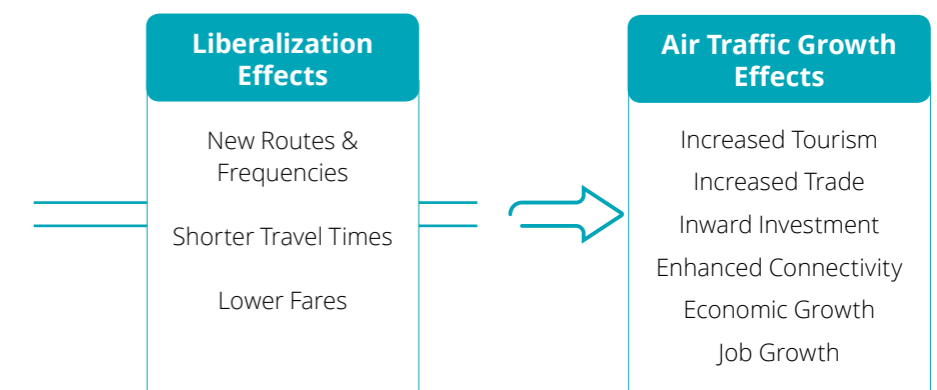 Liberalization
Effects
New Routes &
Frequencies
Shorter Travel Times
Lower Fares
Air Traffic Growth
Effects
Increased Tourism
Increased Trade
Inward Investment
Enhanced Connectivity
Economic Growth
Job Growth